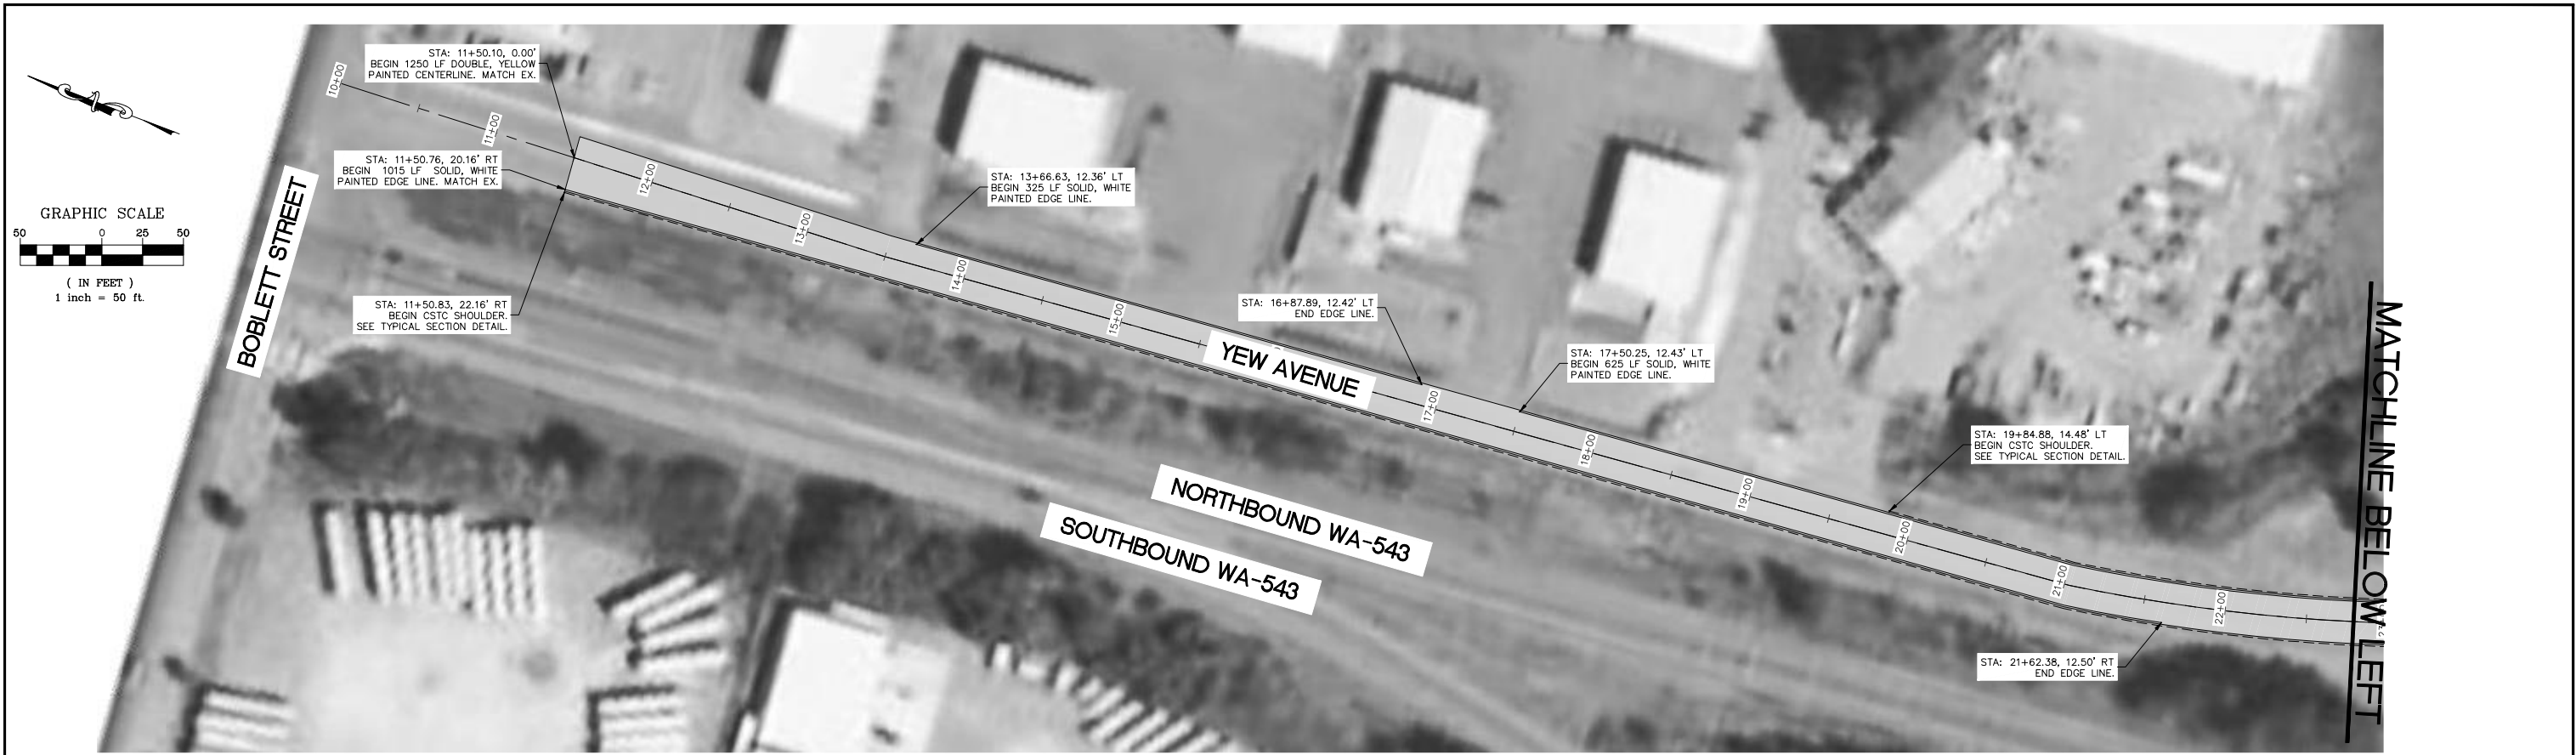 STA: 11+50.10, 0.00'
BEGIN 1250 LF DOUBLE, YELLOW
PAINTED CENTERLINE. MATCH EX.
10+00
11+00
STA: 11+50.76, 20.16' RT
BEGIN 1015 LF SOLID, WHITE
PAINTED EDGE LINE. MATCH EX.
12+00
STA: 13+66.63, 12.36' LT
BEGIN 325 LF SOLID, WHITE
PAINTED EDGE LINE.
GRAPHIC SCALE
50 0 25 50
( IN FEET )
1 inch = 50 ft.
BOBLETT STREET
13+00
14+00
STA: 11+50.83, 22.16' RT
BEGIN CSTC SHOULDER.
SEE TYPICAL SECTION DETAIL.
15+00
STA: 16+87.89, 12.42' LT
END EDGE LINE.
YEW AVENUE
STA: 17+50.25, 12.43' LT
BEGIN 625 LF SOLID, WHITE
PAINTED EDGE LINE.
17+00
18+00
STA: 19+84.88, 14.48' LT
BEGIN CSTC SHOULDER.
SEE TYPICAL SECTION DETAIL.
19+00
20+00
NORTHBOUND WA-543
SOUTHBOUND WA-543
21+00
22+00
STA: 21+62.38, 12.50' RT
END EDGE LINE.
MATCHLINE BELOW LEFT